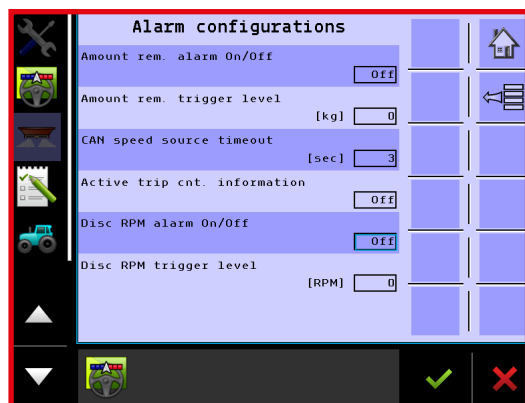 Alarm configurations
Amount rem. alarm On/Off
Off
Amount rem. trigger level
[kg] 0
CAN speed source timeout
[sec] 3
Active trip cnt. information
Off
Disc RPM alarm On/Off
Off
Disc RPM trigger level
[RPM] 0